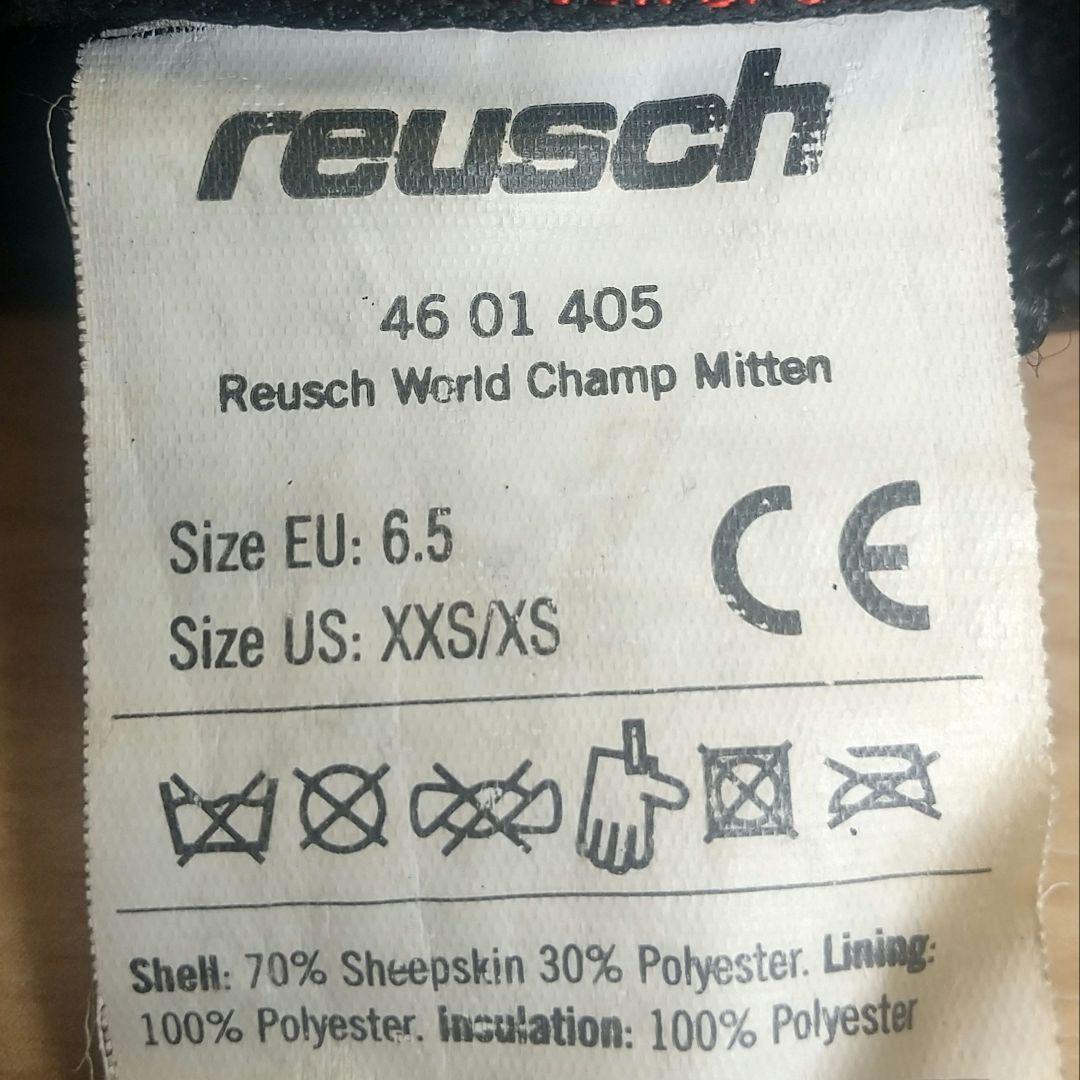 reusch
46 01 405
Reusch World Champ Mitten
Size EU: 6.5
Size US: XXS/XS
CE
Shell: 70% Sheepskin 30% Polyester. Lining:
100% Polyester. Insulation: 100% Polyester